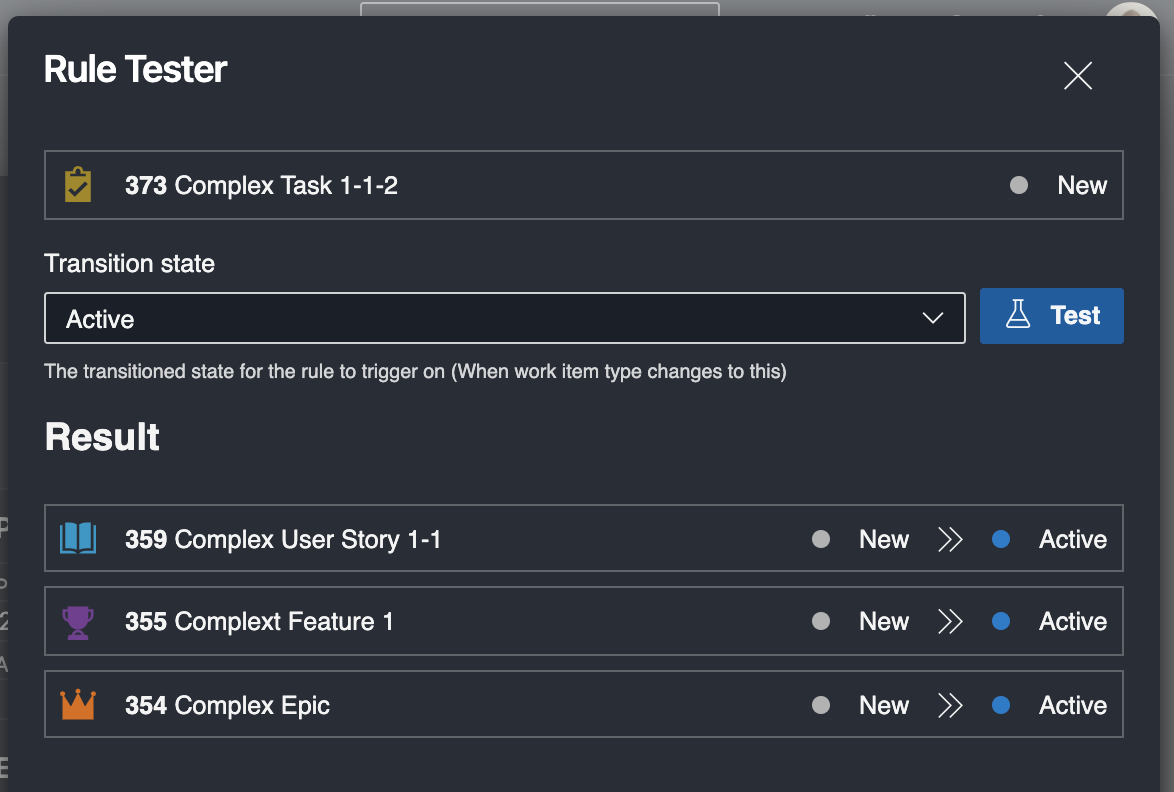 Rule Tester
373 Complex Task 1-1-2 New
Transition state
Active
Test
The transitioned state for the rule to trigger on (When work item type changes to this)
Result
359 Complex User Story 1-1 New Active
355 Complext Feature 1 New Active
354 Complex Epic New Active